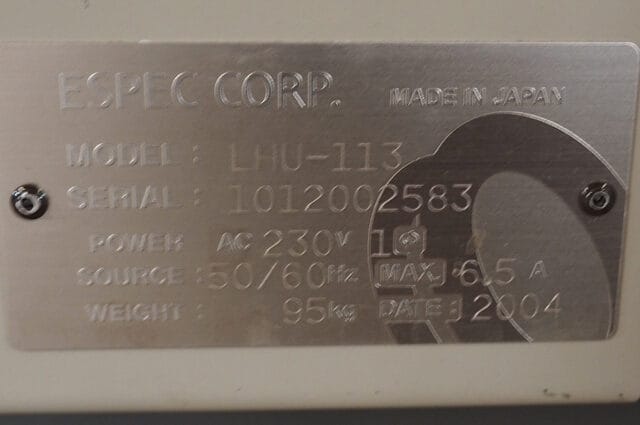 ESPEC CORP. MADE IN JAPAN
MODEL: LHU-113
SERIAL: 1012002583
POWER AC 230V 1Φ
SOURCE: 50/60Hz MAX. 6.5 A
WEIGHT: 95kg DATE: 2004